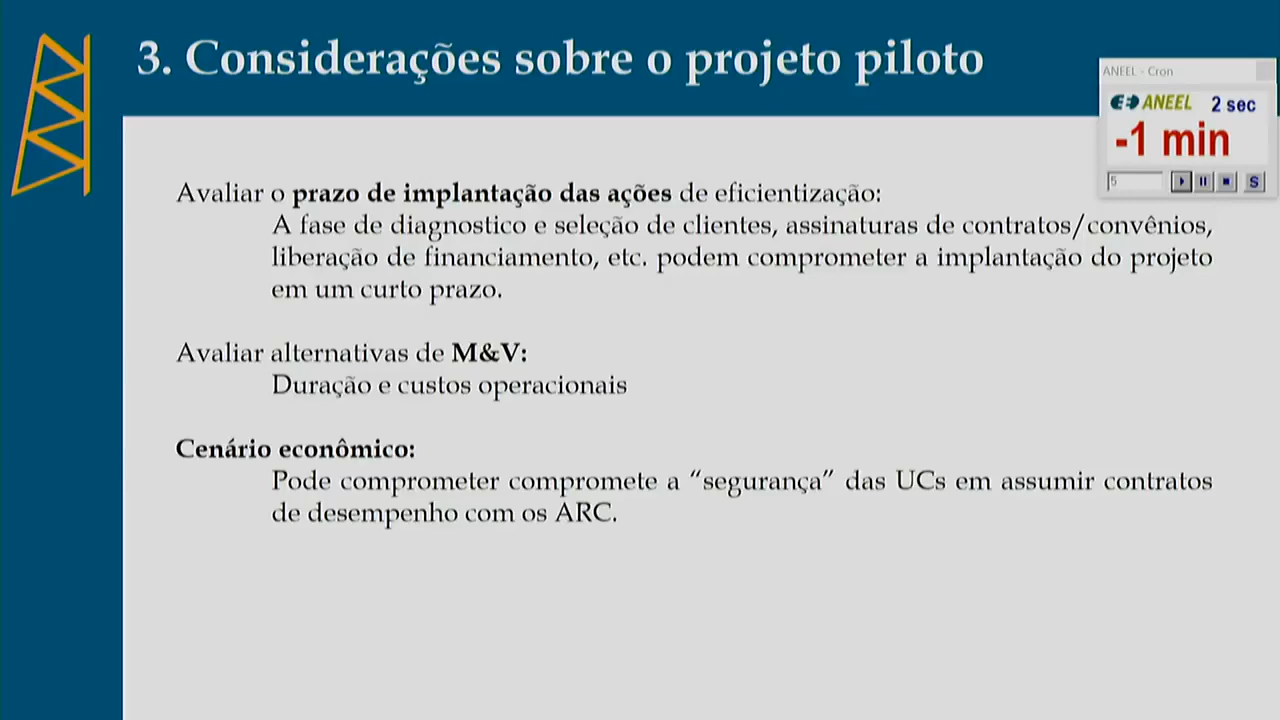 3. Considerações sobre o projeto piloto
ANEEL - Cron
ANEEL 2 sec
-1 min
5
S
Avaliar o prazo de implantação das ações de eficientização:
A fase de diagnostico e seleção de clientes, assinaturas de contratos/convênios,
liberação de financiamento, etc. podem comprometer a implantação do projeto
em um curto prazo.
Avaliar alternativas de M&V:
Duração e custos operacionais
Cenário econômico:
Pode comprometer compromete a “segurança” das UCs em assumir contratos
de desempenho com os ARC.